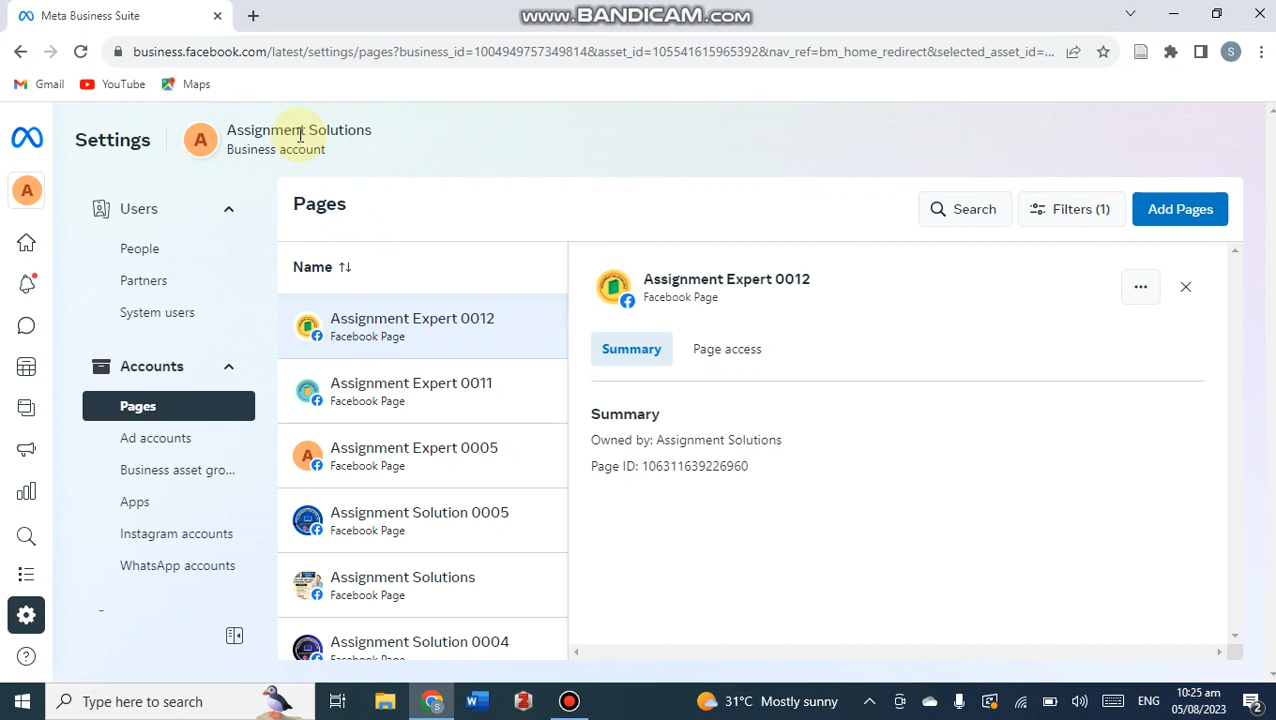 Meta Business Suite
www.BANDICAM.com
business.facebook.com/latest/settings/pages?business_id=1004949757349814&asset_id=105541615965392&nav_ref=bm_home_redirect&selected_asset_id=...
S
Gmail
YouTube
Maps
Settings
A
Assignment Solutions
Business account
A
Users
People
Partners
System users
Accounts
Pages
Ad accounts
Business asset gro...
Apps
Instagram accounts
WhatsApp accounts
Pages
Search
Filters (1)
Add Pages
Name
Assignment Expert 0012
Facebook Page
Assignment Expert 0011
Facebook Page
A
Assignment Expert 0005
Facebook Page
Assignment Solution 0005
Facebook Page
Assignment Solutions
Facebook Page
Assignment Solution 0004
Facebook Page
Assignment Expert 0012
Facebook Page
Summary
Page access
Summary
Owned by: Assignment Solutions
Page ID: 106311639226960
Type here to search
31°C Mostly sunny
ENG
10:25 am
05/08/2023
2